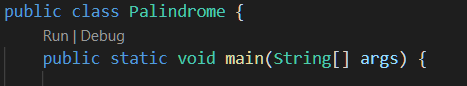 public class Palindrome {
Run | Debug
public static void main(String[] args) {